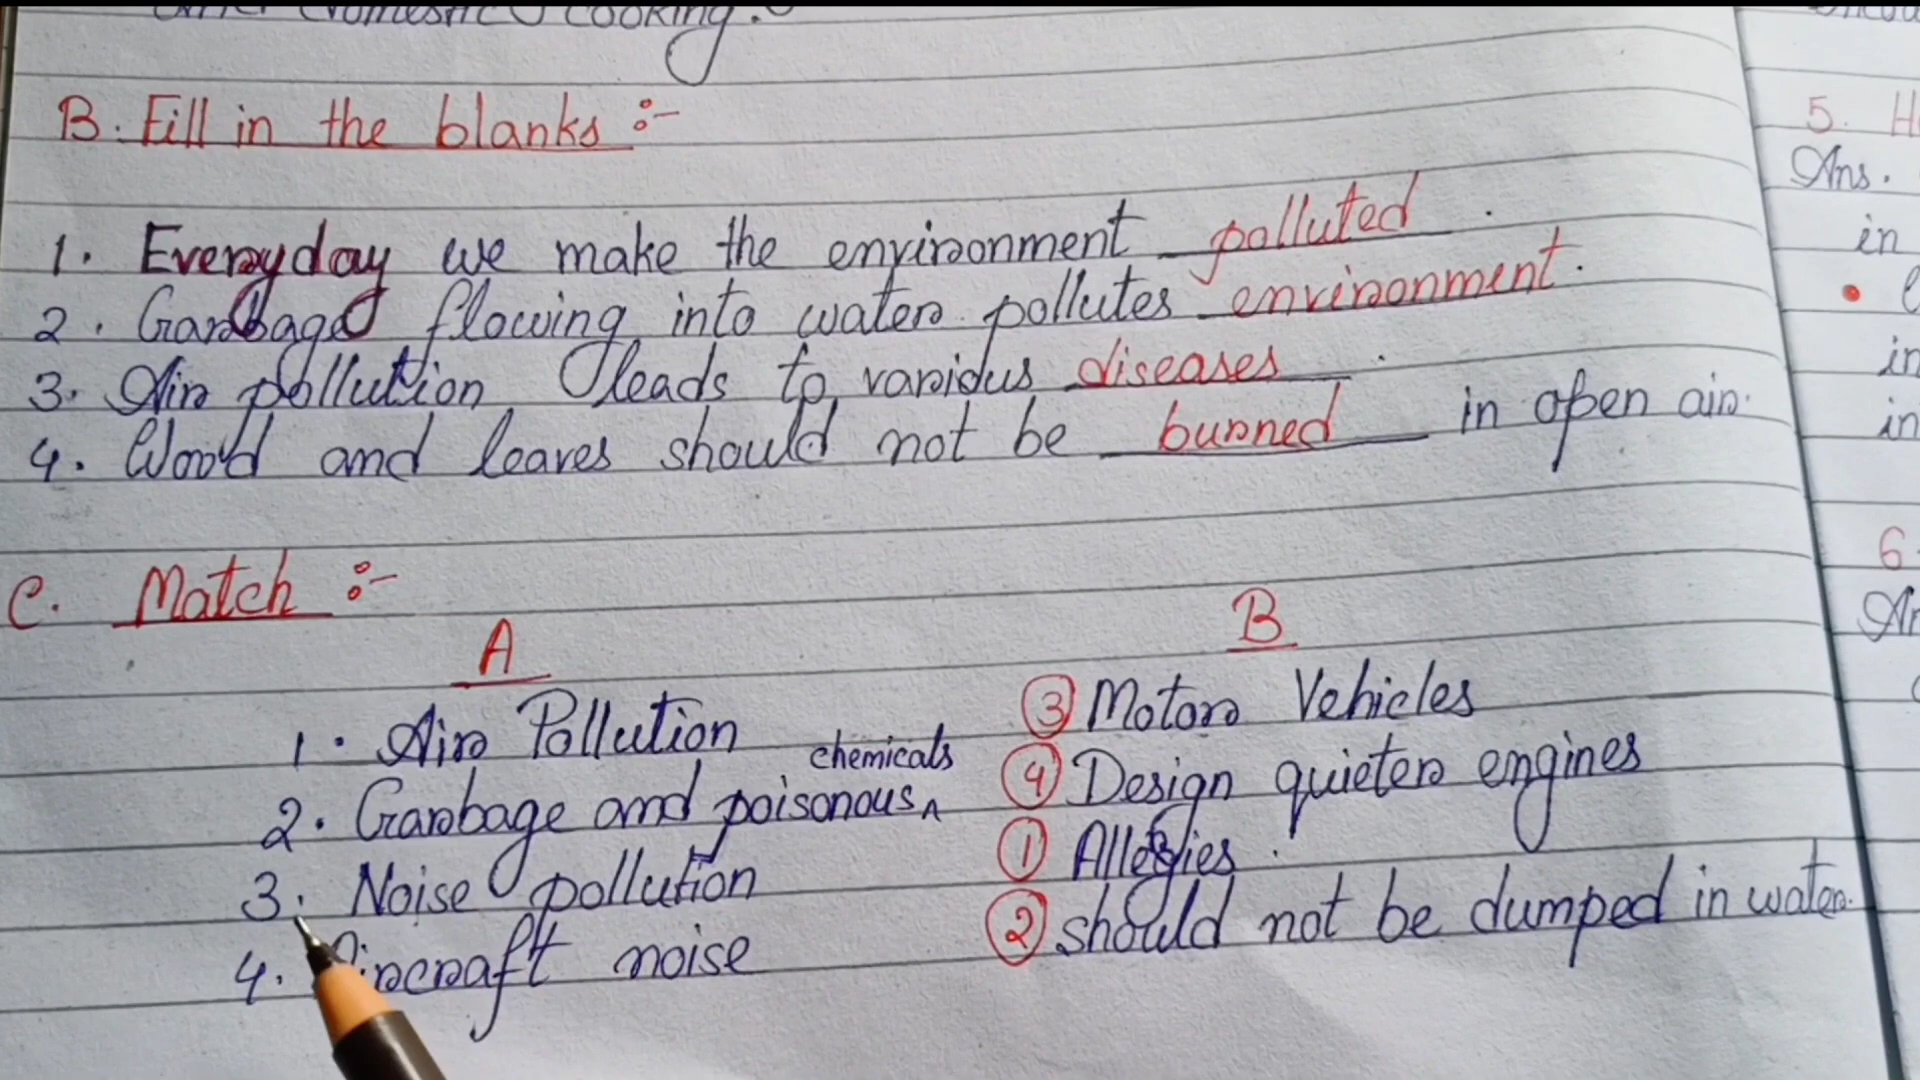 cooking.
B. Fill in the blanks :-
1. Everyday we make the environment polluted.
2. Garbage flowing into water pollutes environment.
3. Air pollution leads to various diseases.
4. Wood and leaves should not be burned in open air.
C. Match :-
A B
1. Air Pollution ③ Motor Vehicles
chemicals
2. Garbage and poisonous ^ ④ Design quieter engines
3. Noise pollution ① Allergies.
4. Aircraft noise ② should not be dumped in water.
5.
Ans.
in
in
in
6.